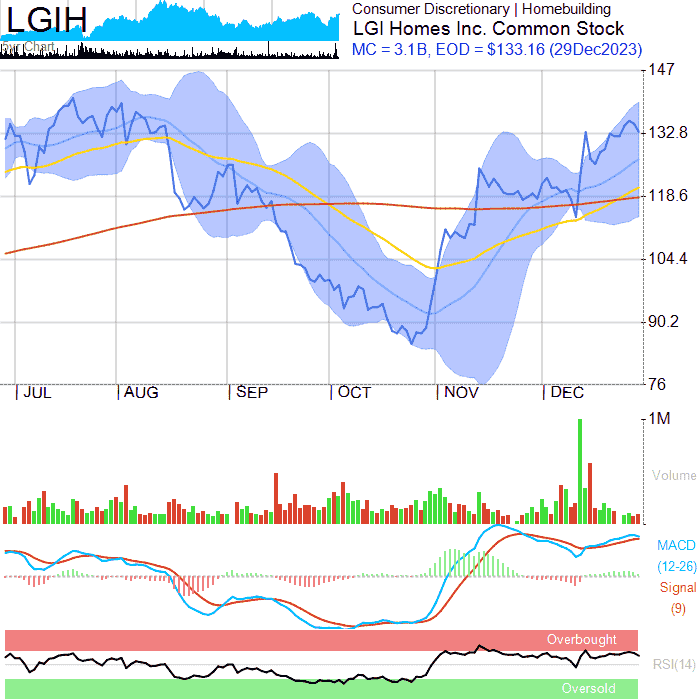 LGIH
5yr Chart
Consumer Discretionary | Homebuilding
LGI Homes Inc. Common Stock
MC = 3.1B, EOD = $133.16 (29Dec2023)
147
132.8
118.6
104.4
90.2
76
JUL AUG SEP OCT NOV DEC
1M
Volume
MACD
(12-26)
Signal
(9)
Overbought
RSI(14)
Oversold